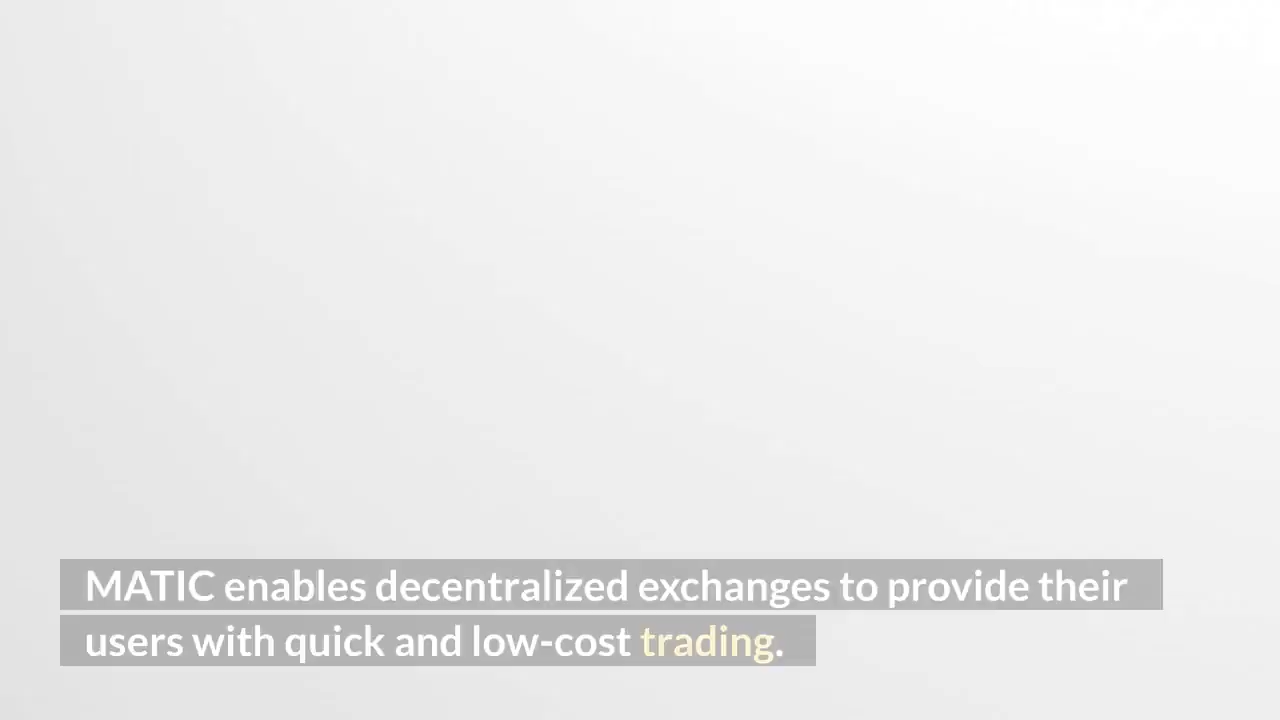 MATIC enables decentralized exchanges to provide their
users with quick and low-cost trading.